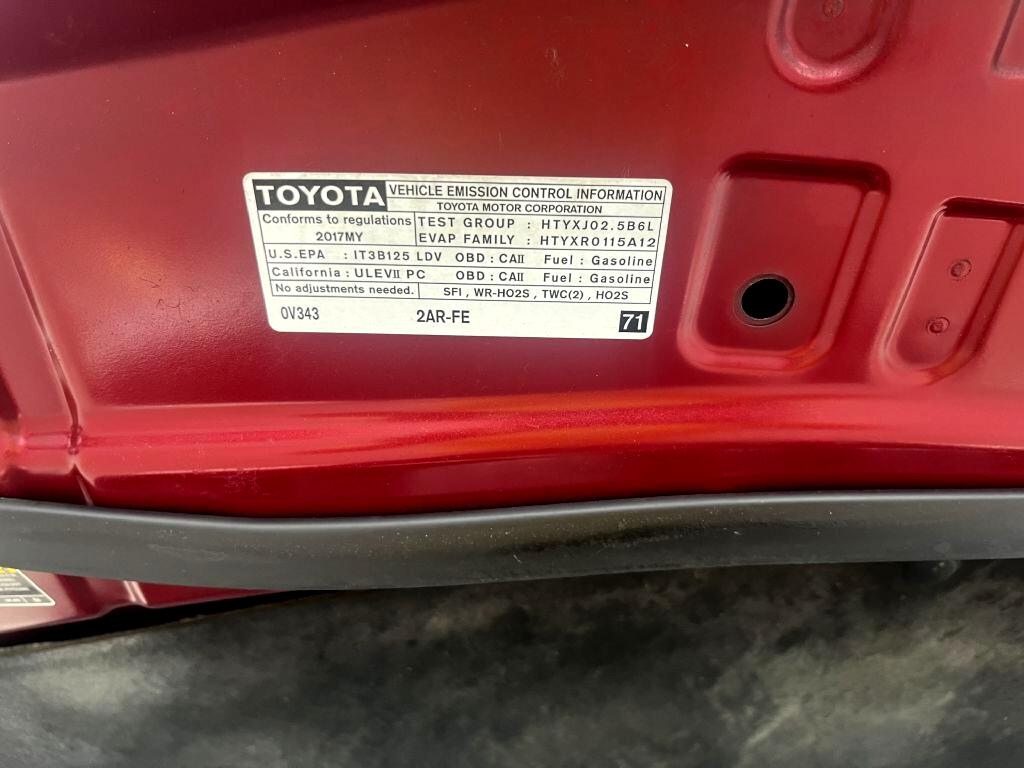 TOYOTA VEHICLE EMISSION CONTROL INFORMATION
TOYOTA MOTOR CORPORATION
Conforms to regulations
2017MY
TEST GROUP : HTYXJ02.5B6L
EVAP FAMILY : HTYXR0115A12
U.S.EPA : IT3B125 LDV OBD : CAII Fuel : Gasoline
California : ULEVII PC OBD : CAII Fuel : Gasoline
No adjustments needed. SFI , WR-HO2S , TWC(2) , HO2S
0V343 2AR-FE 71